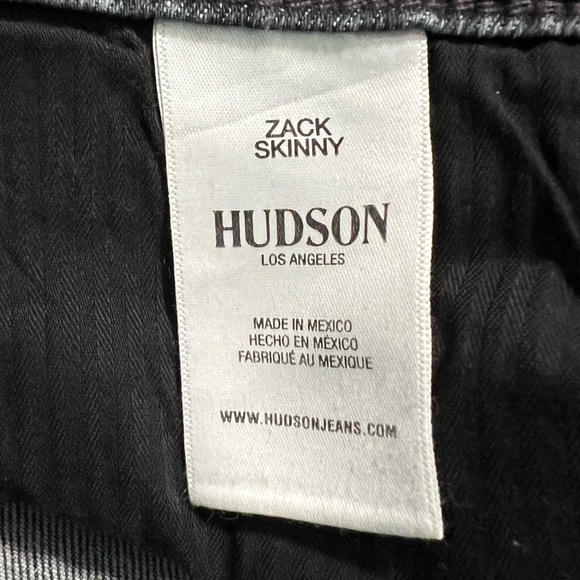 ZACK
SKINNY
HUDSON
LOS ANGELES
MADE IN MEXICO
HECHO EN MÉXICO
FABRIQUÉ AU MEXIQUE
WWW.HUDSONJEANS.COM